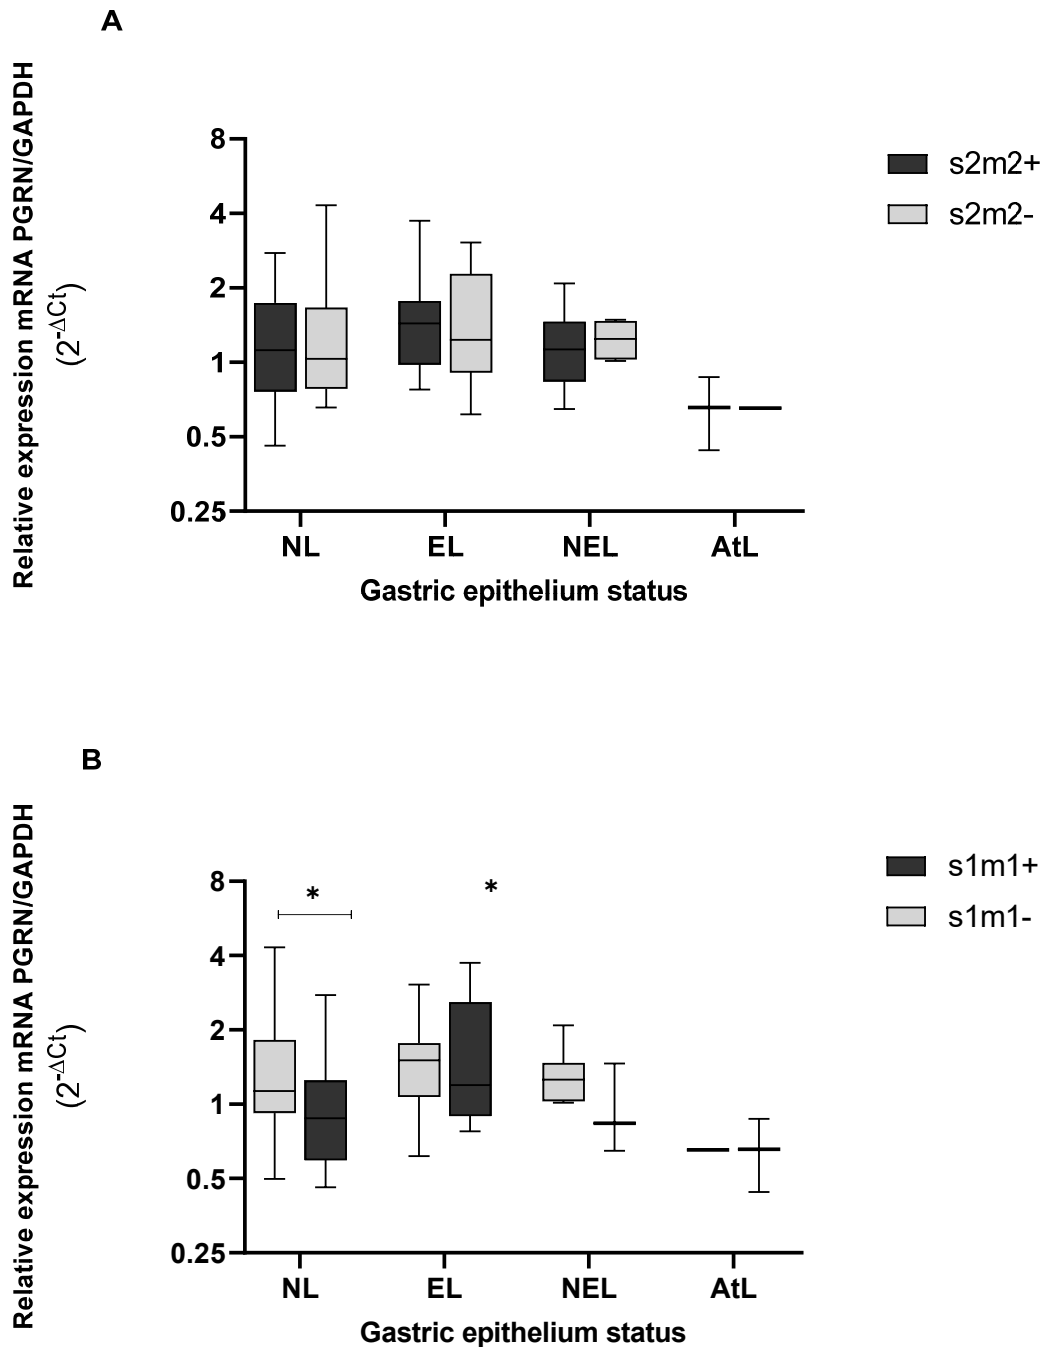 A
Relative expression mRNA PGRN/GAPDH
(2-ΔCt)
8
4
2
1
0.5
0.25
NL EL NEL AtL
Gastric epithelium status
s2m2+
s2m2-
B
Relative expression mRNA PGRN/GAPDH
(2-ΔCt)
8
4
2
1
0.5
0.25
* *
NL EL NEL AtL
Gastric epithelium status
s1m1+
s1m1-